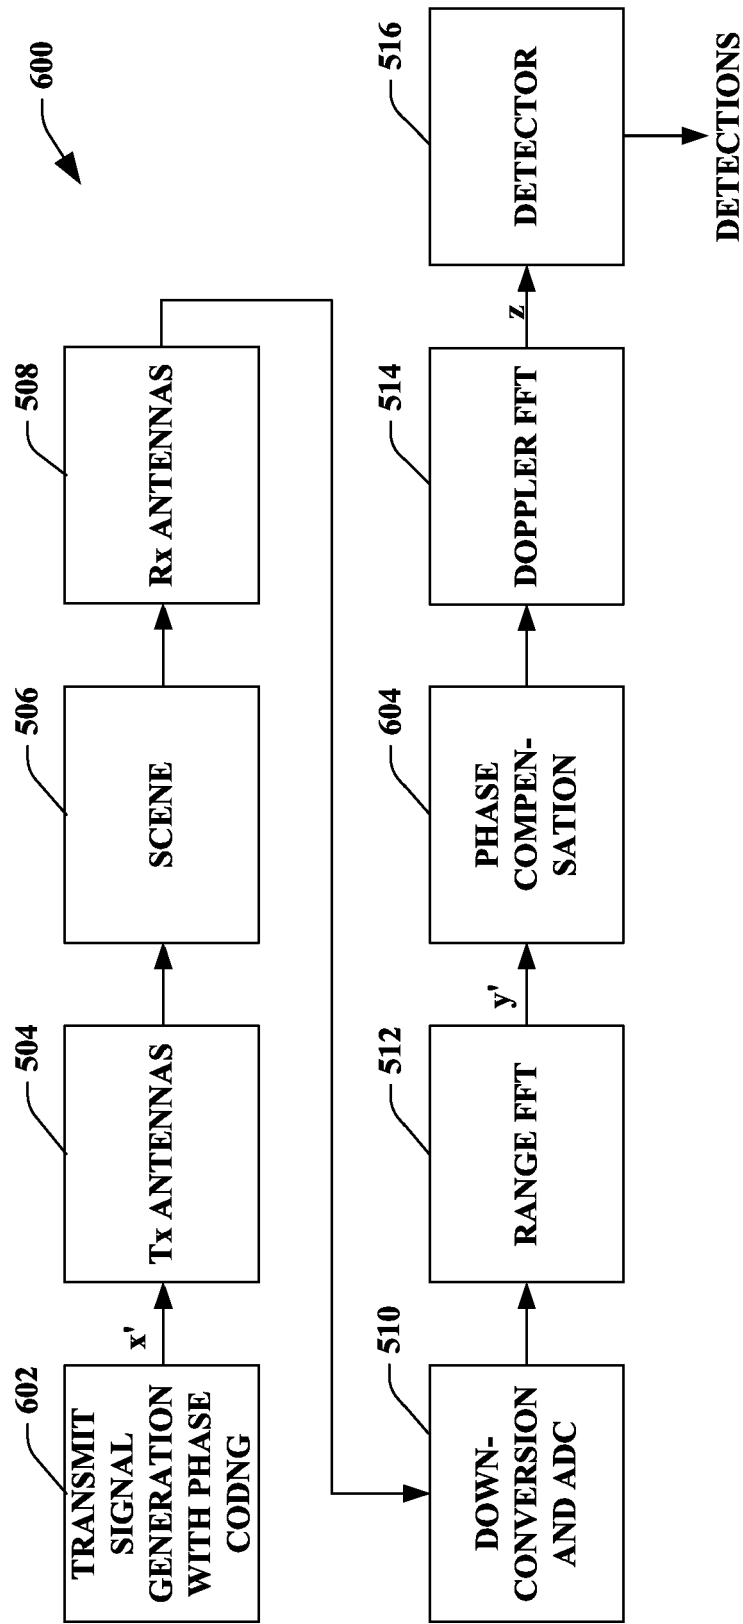 600
602
TRANSMIT
SIGNAL
GENERATION
WITH PHASE
CODNG
x'
504
Tx ANTENNAS
506
SCENE
508
Rx ANTENNAS
510
DOWN-
CONVERSION
AND ADC
512
RANGE FFT
y'
604
PHASE
COMPEN-
SATION
514
DOPPLER FFT
z
516
DETECTOR
DETECTIONS